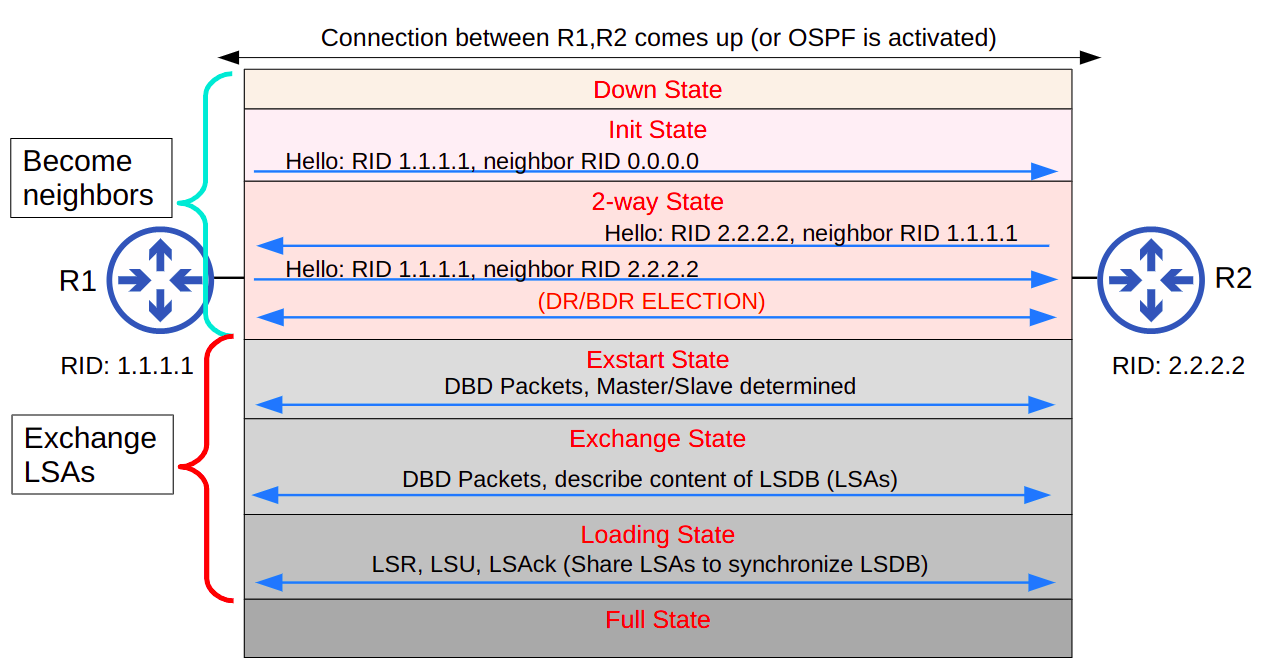 Connection between R1,R2 comes up (or OSPF is activated)
Down State
Init State
Hello: RID 1.1.1.1, neighbor RID 0.0.0.0
Become
neighbors
2-way State
Hello: RID 2.2.2.2, neighbor RID 1.1.1.1
Hello: RID 1.1.1.1, neighbor RID 2.2.2.2
(DR/BDR ELECTION)
R1
R2
RID: 1.1.1.1
RID: 2.2.2.2
Exstart State
DBD Packets, Master/Slave determined
Exchange
LSAs
Exchange State
DBD Packets, describe content of LSDB (LSAs)
Loading State
LSR, LSU, LSAck (Share LSAs to synchronize LSDB)
Full State